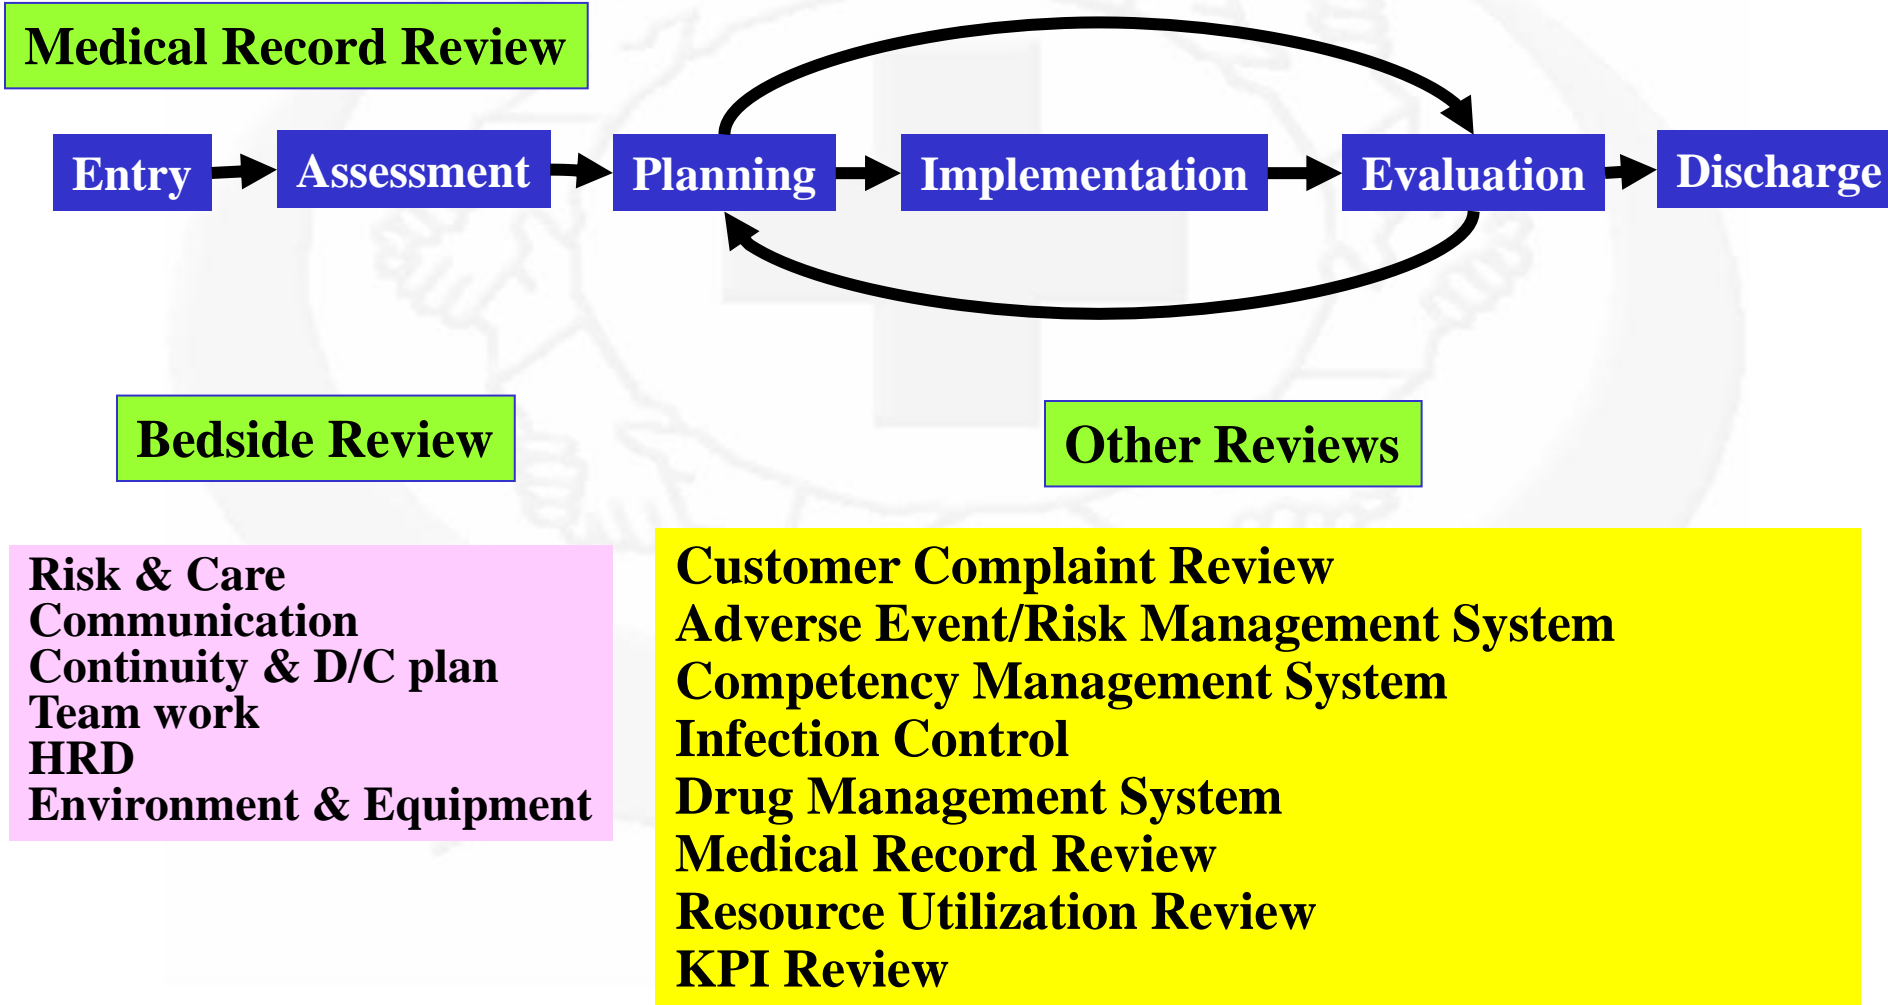 Medical Record Review
Entry
Assessment
Planning
Implementation
Evaluation
Discharge
Bedside Review
Risk & Care
Communication
Continuity & D/C plan
Team work
HRD
Environment & Equipment
Other Reviews
Customer Complaint Review
Adverse Event/Risk Management System
Competency Management System
Infection Control
Drug Management System
Medical Record Review
Resource Utilization Review
KPI Review